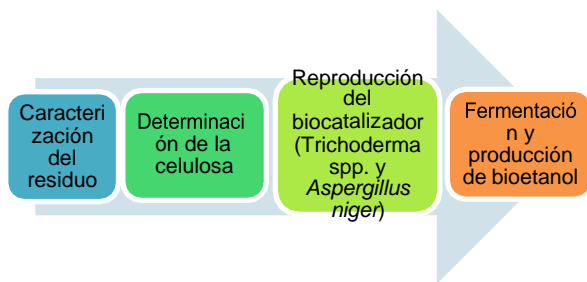 Caracteri
zación
del
residuo
Determinaci
ón de la
celulosa
Reproducción
del
biocatalizador
(Trichoderma
spp. y
Aspergillus
niger)
Fermentació
n y
producción
de bioetanol